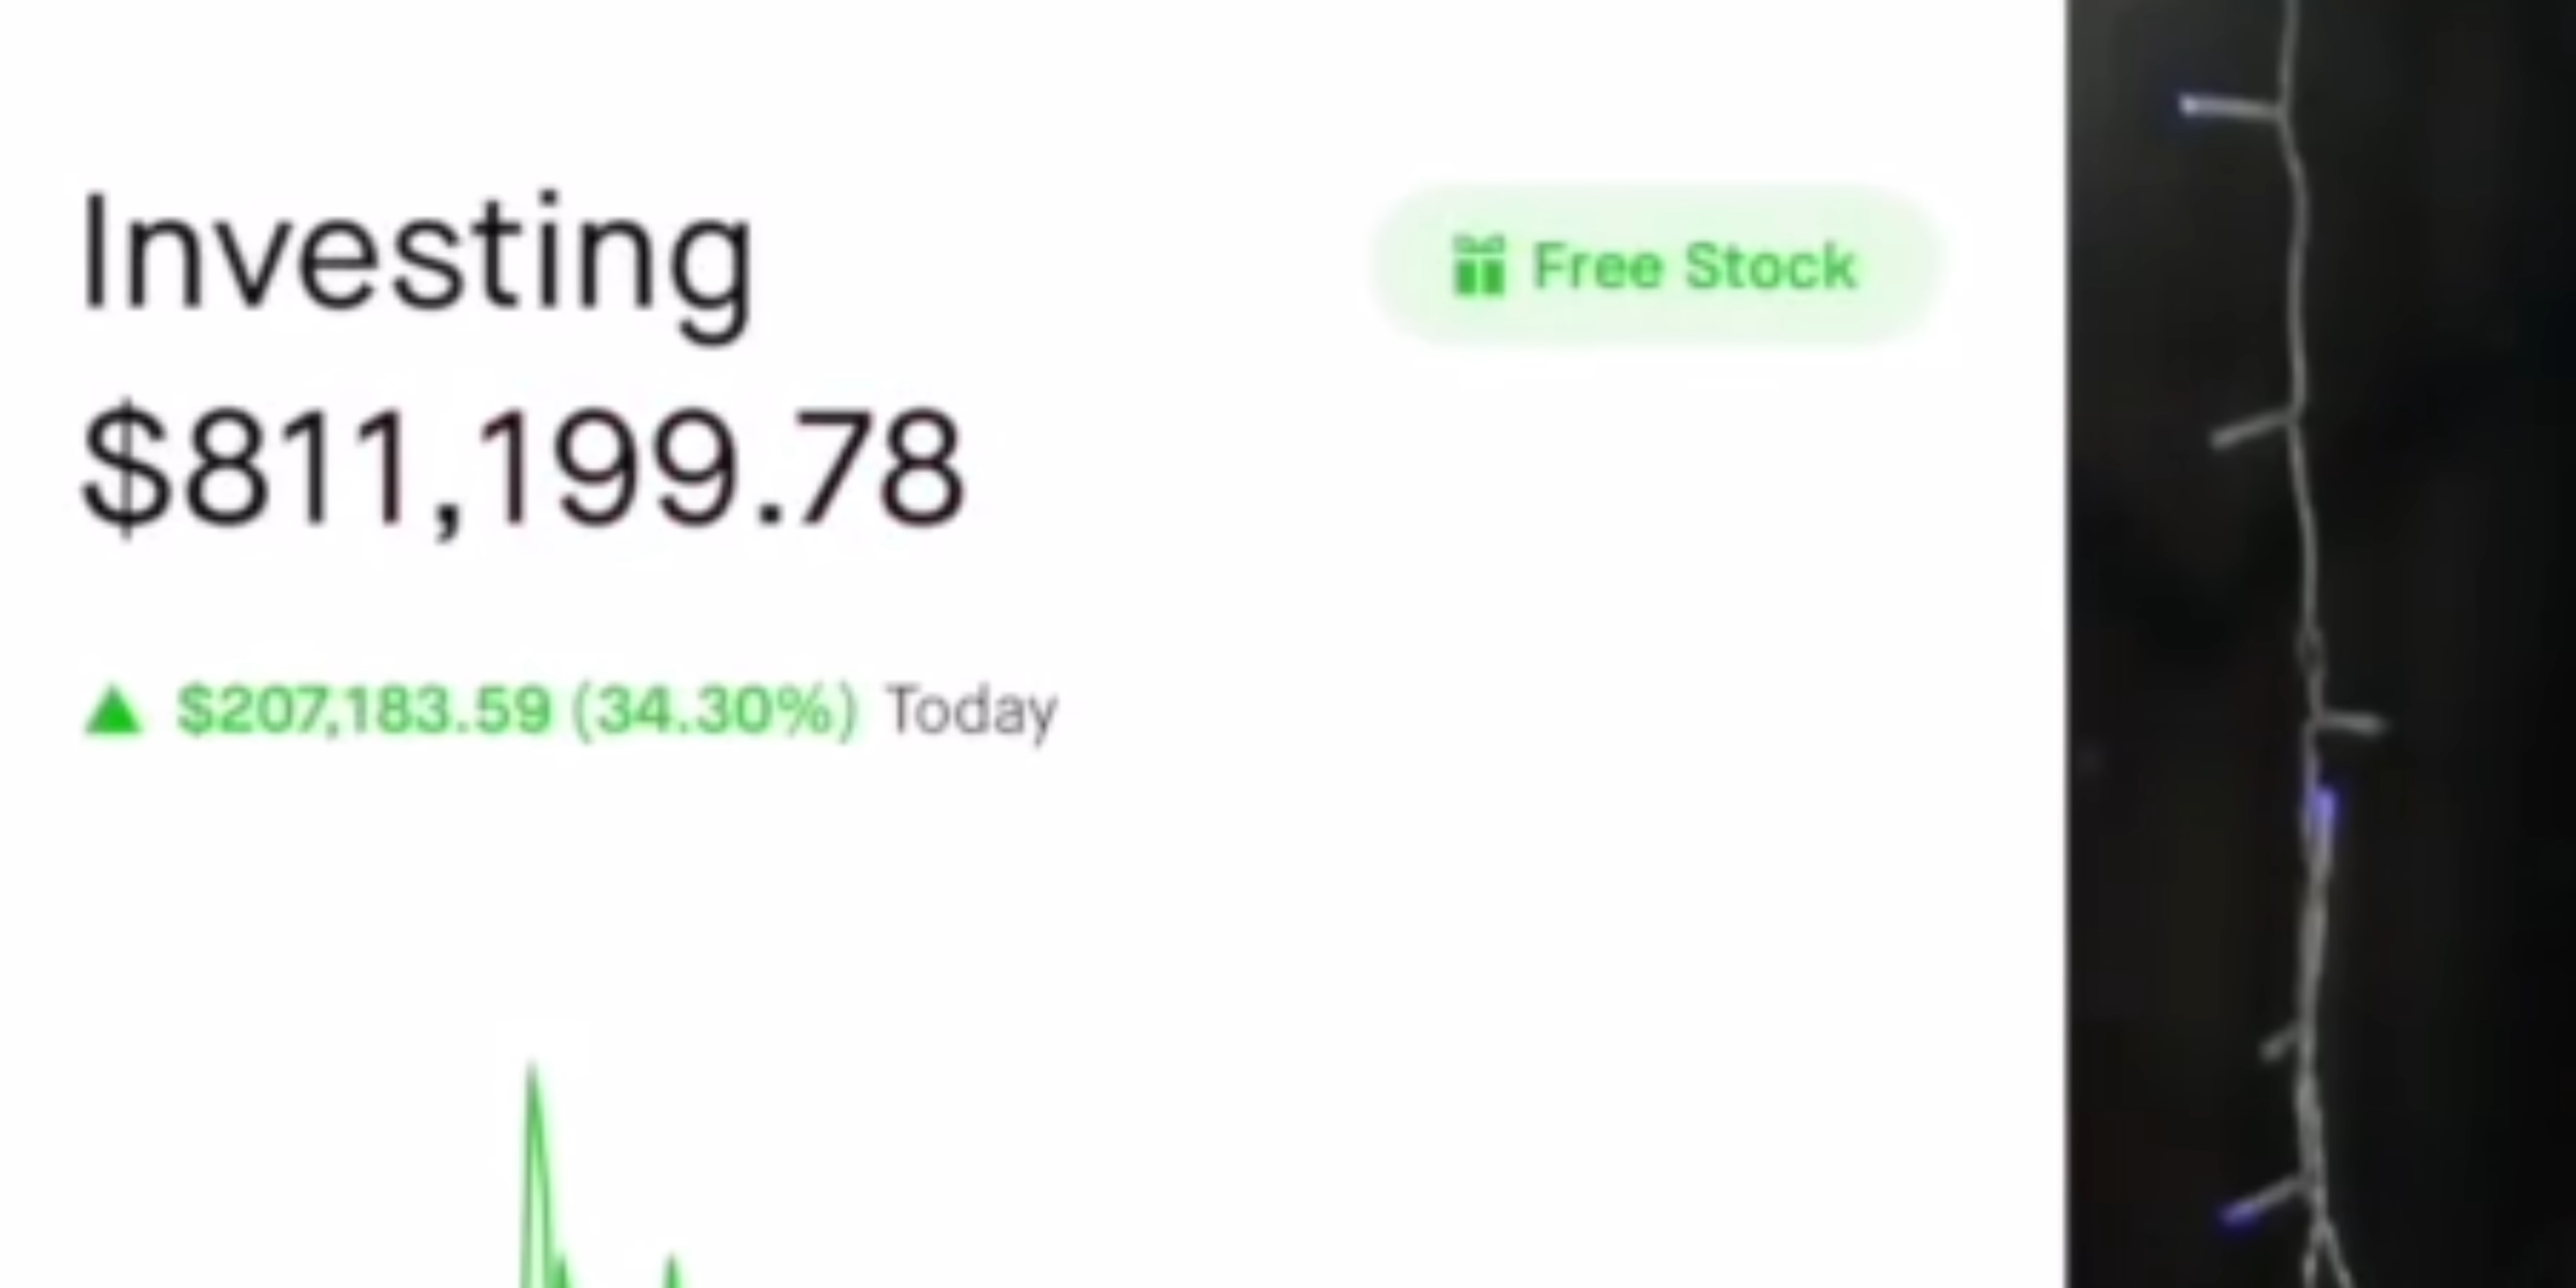 Investing
Free Stock
$811,199.78
▲ $207,183.59 (34.30%) Today